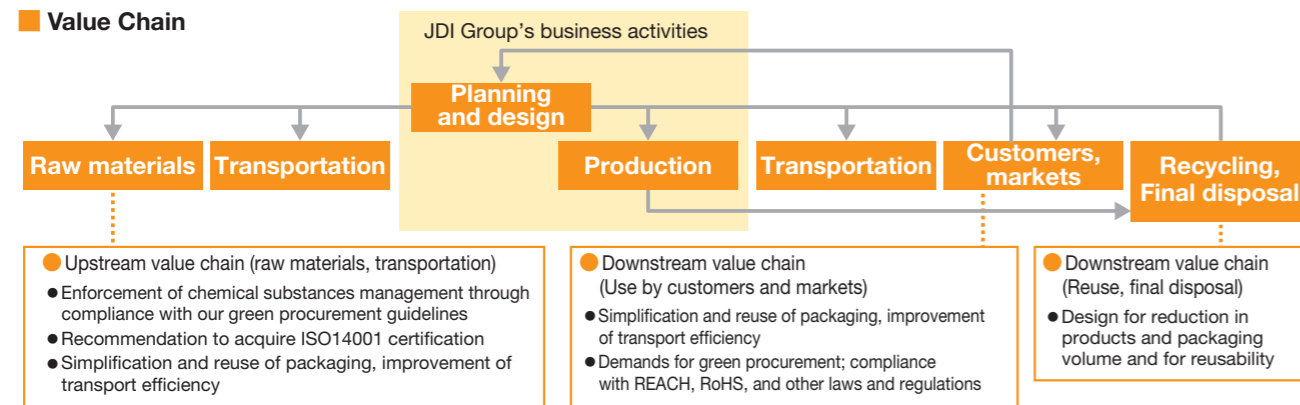 Value Chain
JDI Group's business activities
Planning
and design
Raw materials
Transportation
Production
Transportation
Customers,
markets
Recycling,
Final disposal
Upstream value chain (raw materials, transportation)
Enforcement of chemical substances management through
compliance with our green procurement guidelines
Recommendation to acquire ISO14001 certification
Simplification and reuse of packaging, improvement of
transport efficiency
Downstream value chain
(Use by customers and markets)
Simplification and reuse of packaging, improvement
of transport efficiency
Demands for green procurement; compliance
with REACH, RoHS, and other laws and regulations
Downstream value chain
(Reuse, final disposal)
Design for reduction in
products and packaging
volume and for reusability